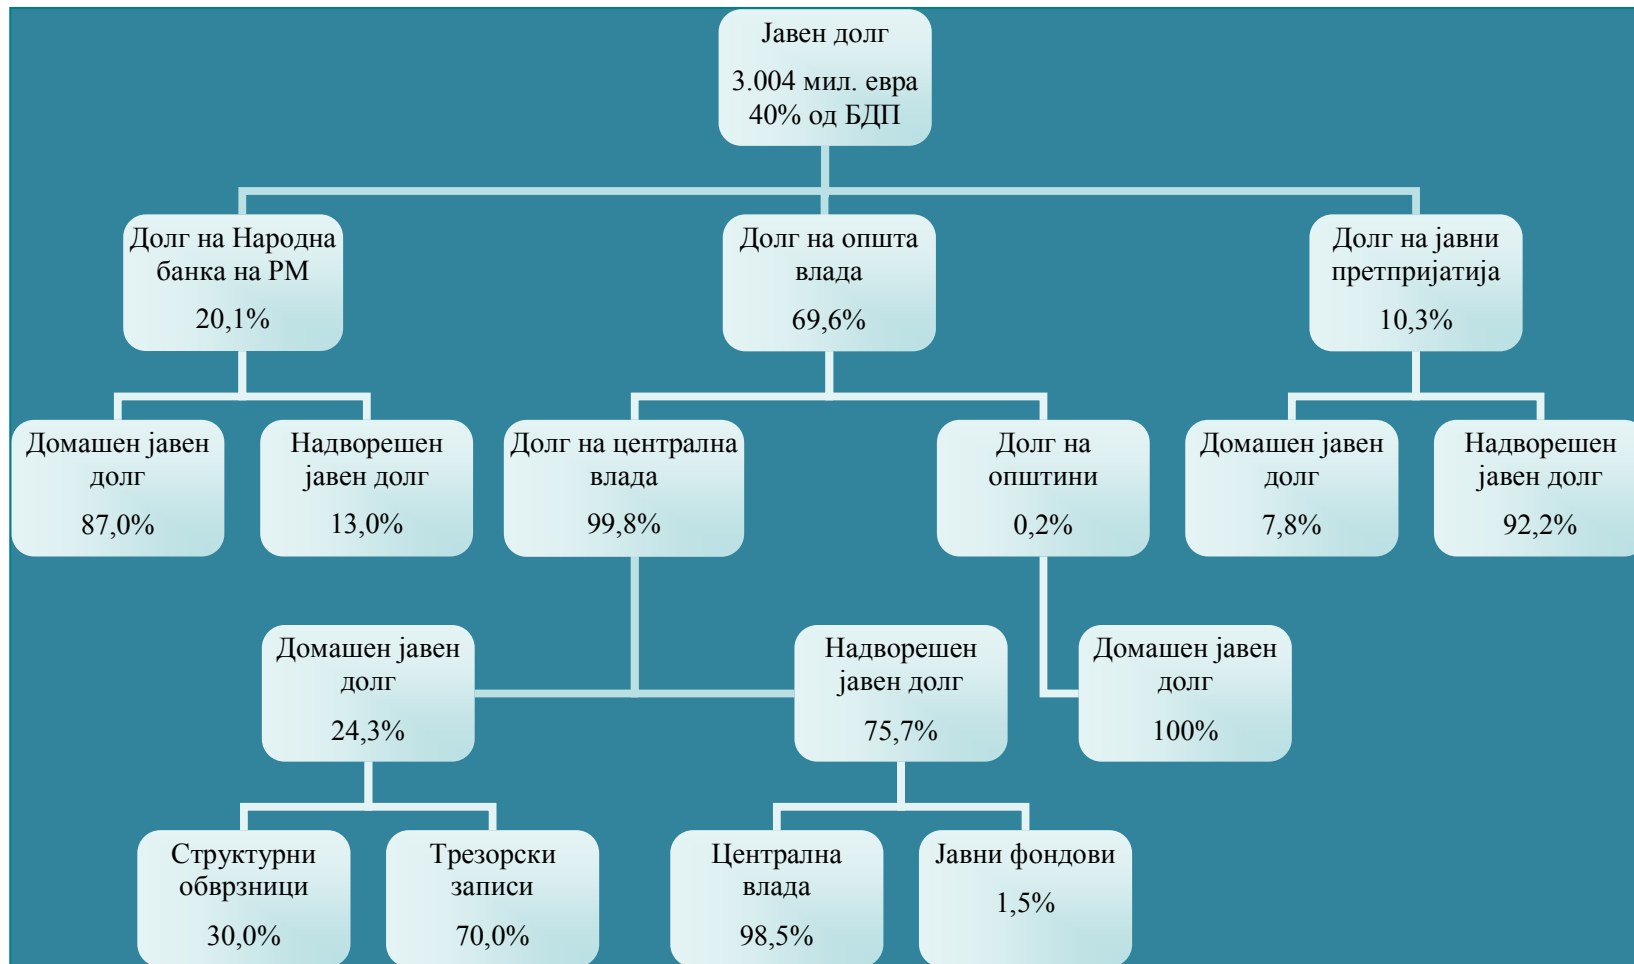 Јавен долг
3.004 мил. евра
40% од БДП
Долг на Народна
банка на РМ
20,1%
Долг на општа
влада
69,6%
Долг на јавни
претпријатија
10,3%
Домашен јавен
долг
87,0%
Надворешен
јавен долг
13,0%
Долг на централна
влада
99,8%
Долг на
општини
0,2%
Домашен јавен
долг
7,8%
Надворешен
јавен долг
92,2%
Домашен јавен
долг
24,3%
Надворешен
јавен долг
75,7%
Домашен јавен
долг
100%
Структурни
обврзници
30,0%
Трезорски
записи
70,0%
Централна
влада
98,5%
Јавни фондови
1,5%